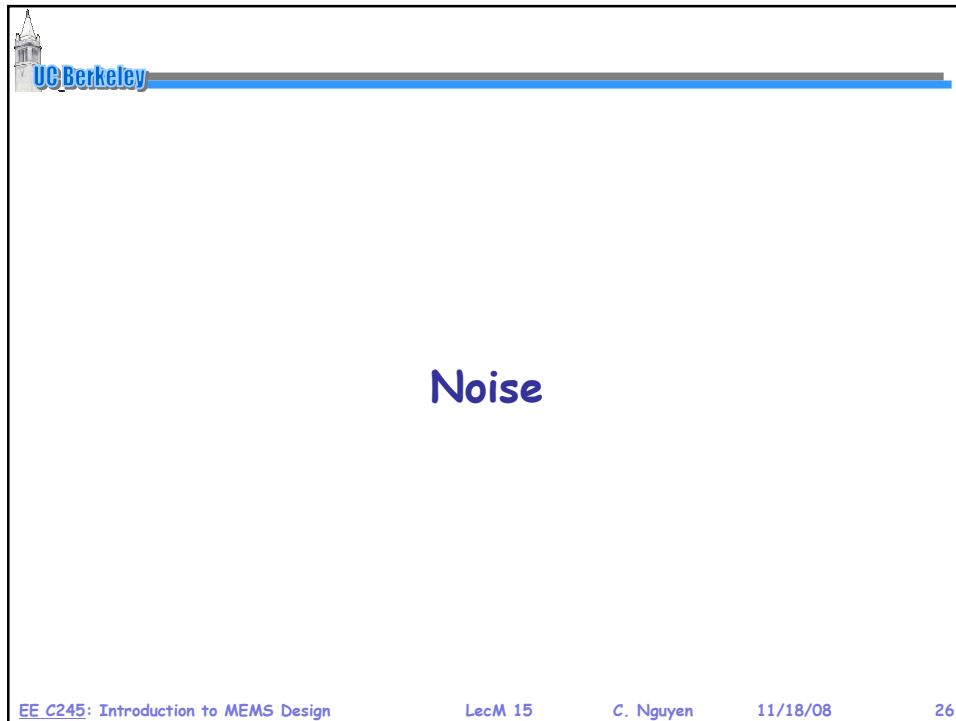 UC Berkeley
Noise
EE C245: Introduction to MEMS Design LecM 15 C. Nguyen 11/18/08 26